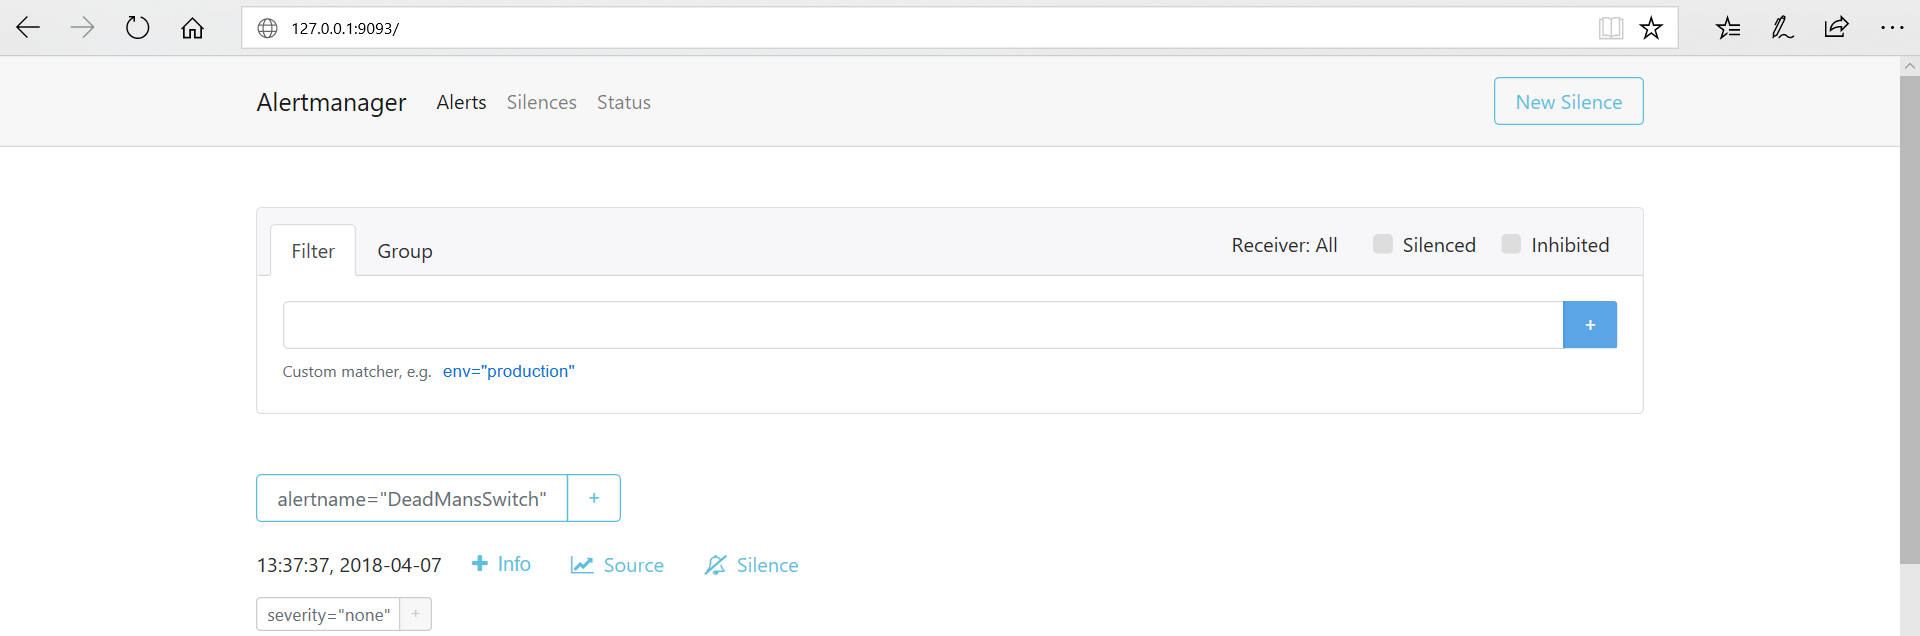 127.0.0.1:9093/
Alertmanager Alerts Silences Status New Silence
Filter Group Receiver: All Silenced Inhibited
+
Custom matcher, e.g. env="production"
alertname="DeadMansSwitch" +
13:37:37, 2018-04-07 + Info Source Silence
severity="none" +